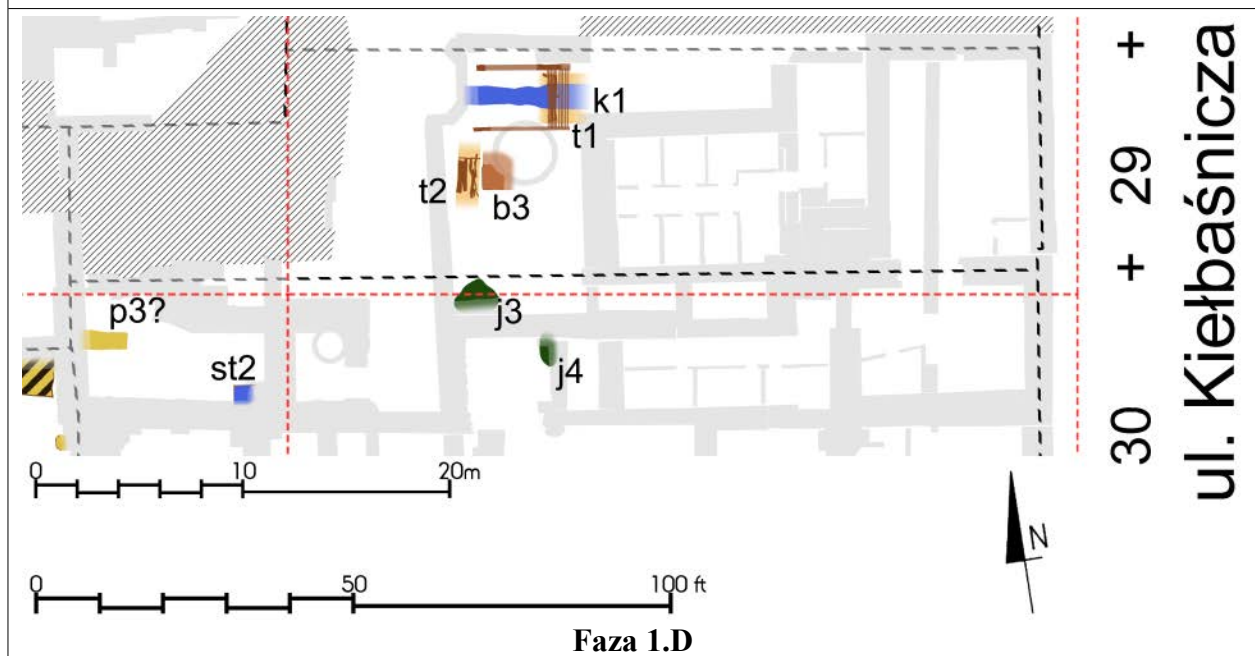 k1
t1
t2
b3
j3
p3?
st2
j4
+
29
+
30
ul. Kiełbaśnicza
0 10 20m
0 50 100 ft
N
Faza 1.D